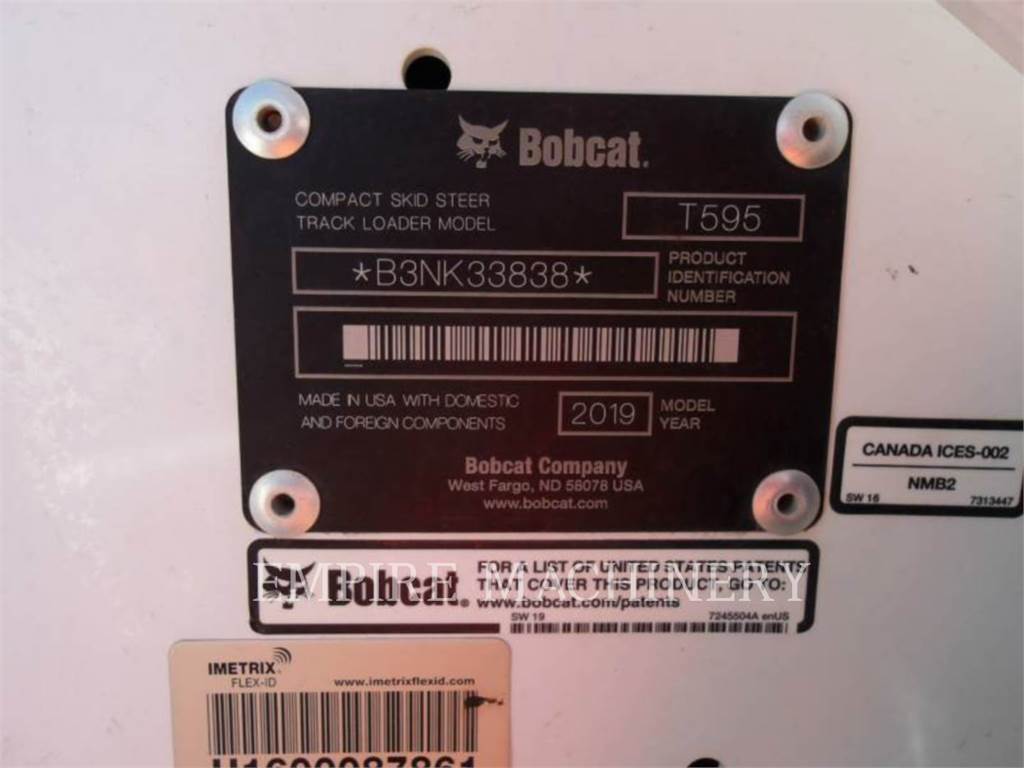 Bobcat.
COMPACT SKID STEER
TRACK LOADER MODEL
T595
*B3NK33838*
PRODUCT
IDENTIFICATION
NUMBER
MADE IN USA WITH DOMESTIC
AND FOREIGN COMPONENTS
2019
MODEL
YEAR
Bobcat Company
West Fargo, ND 58078 USA
www.bobcat.com
CANADA ICES-002
NMB2
SW 16 7313447
Bobcat.
FOR A LIST OF UNITED STATES PATENTS
THAT COVER THIS PRODUCT, GO TO:
www.bobcat.com/patents
SW 19 7245504A enUS
EMPIRE MACHINERY
IMETRIX
FLEX-ID
www.imetrixflexid.com